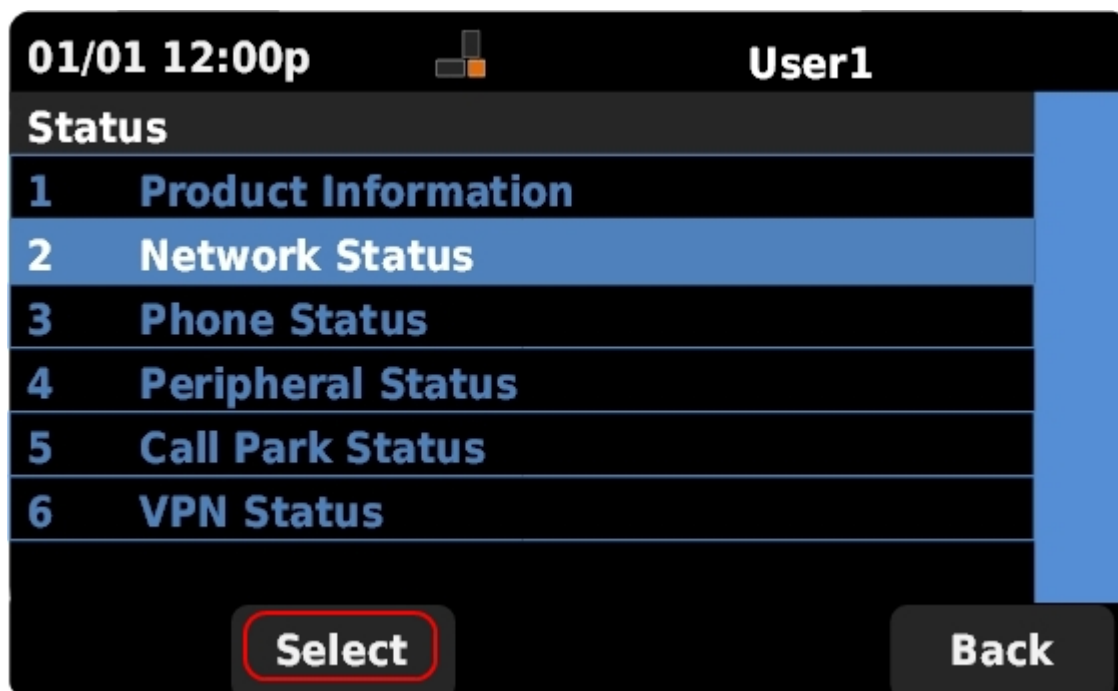 01/01 12:00p User1
Status
1 Product Information
2 Network Status
3 Phone Status
4 Peripheral Status
5 Call Park Status
6 VPN Status
Select Back